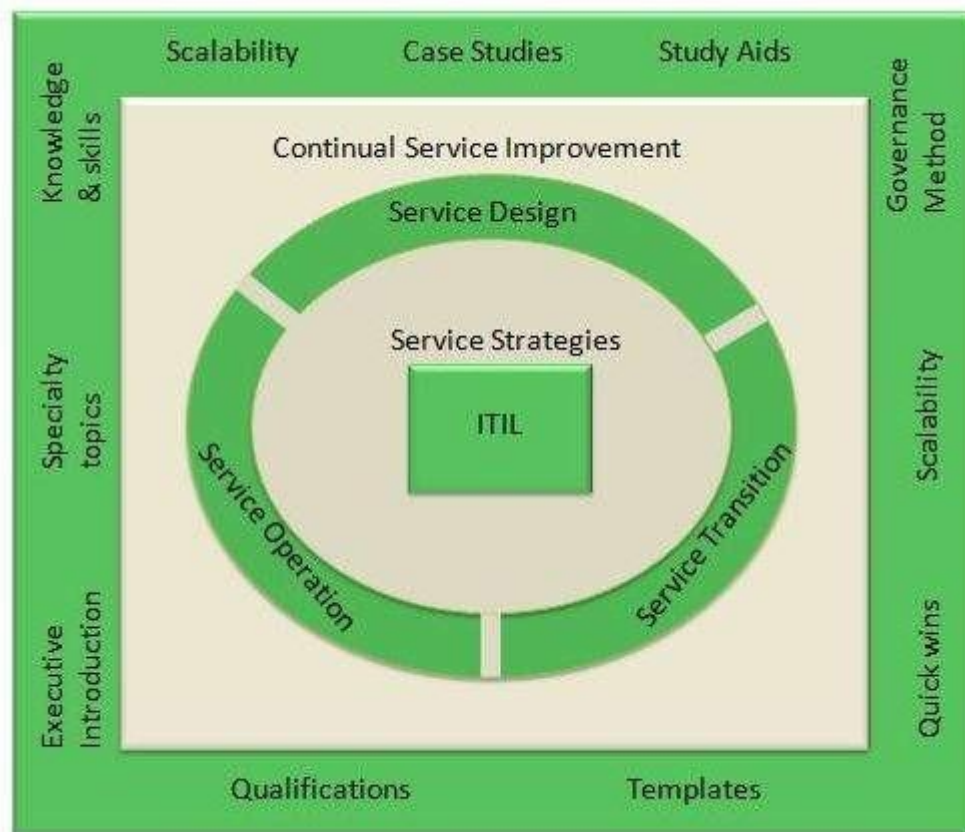 Scalability
Case Studies
Study Aids
Knowledge
& skills
Governance
Method
Continual Service Improvement
Service Design
Service Strategies
ITIL
Specialty
topics
Scalability
Service Operation
Service Transition
Executive
Introduction
Quick wins
Qualifications
Templates